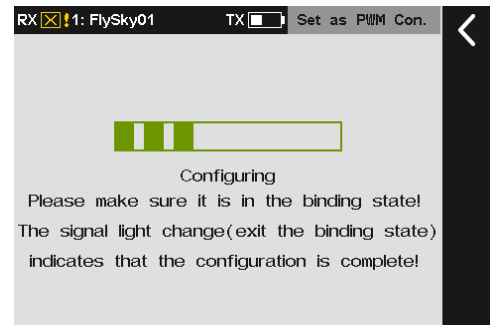 RX 1: FlySky01 TX Set as PWM Con.
Configuring
Please make sure it is in the binding state!
The signal light change(exit the binding state)
indicates that the configuration is complete!